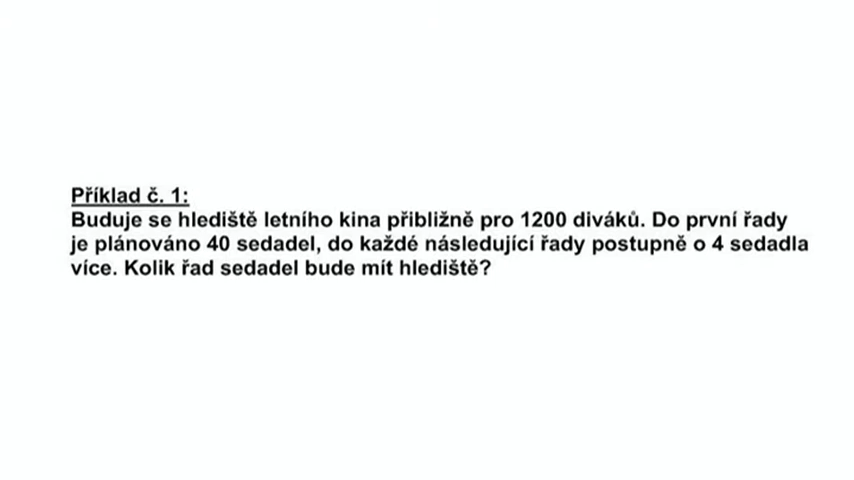 Příklad č. 1:
Buduje se hlediště letního kina přibližně pro 1200 diváků. Do první řady
je plánováno 40 sedadel, do každé následující řady postupně o 4 sedadla
více. Kolik řad sedadel bude mít hlediště?